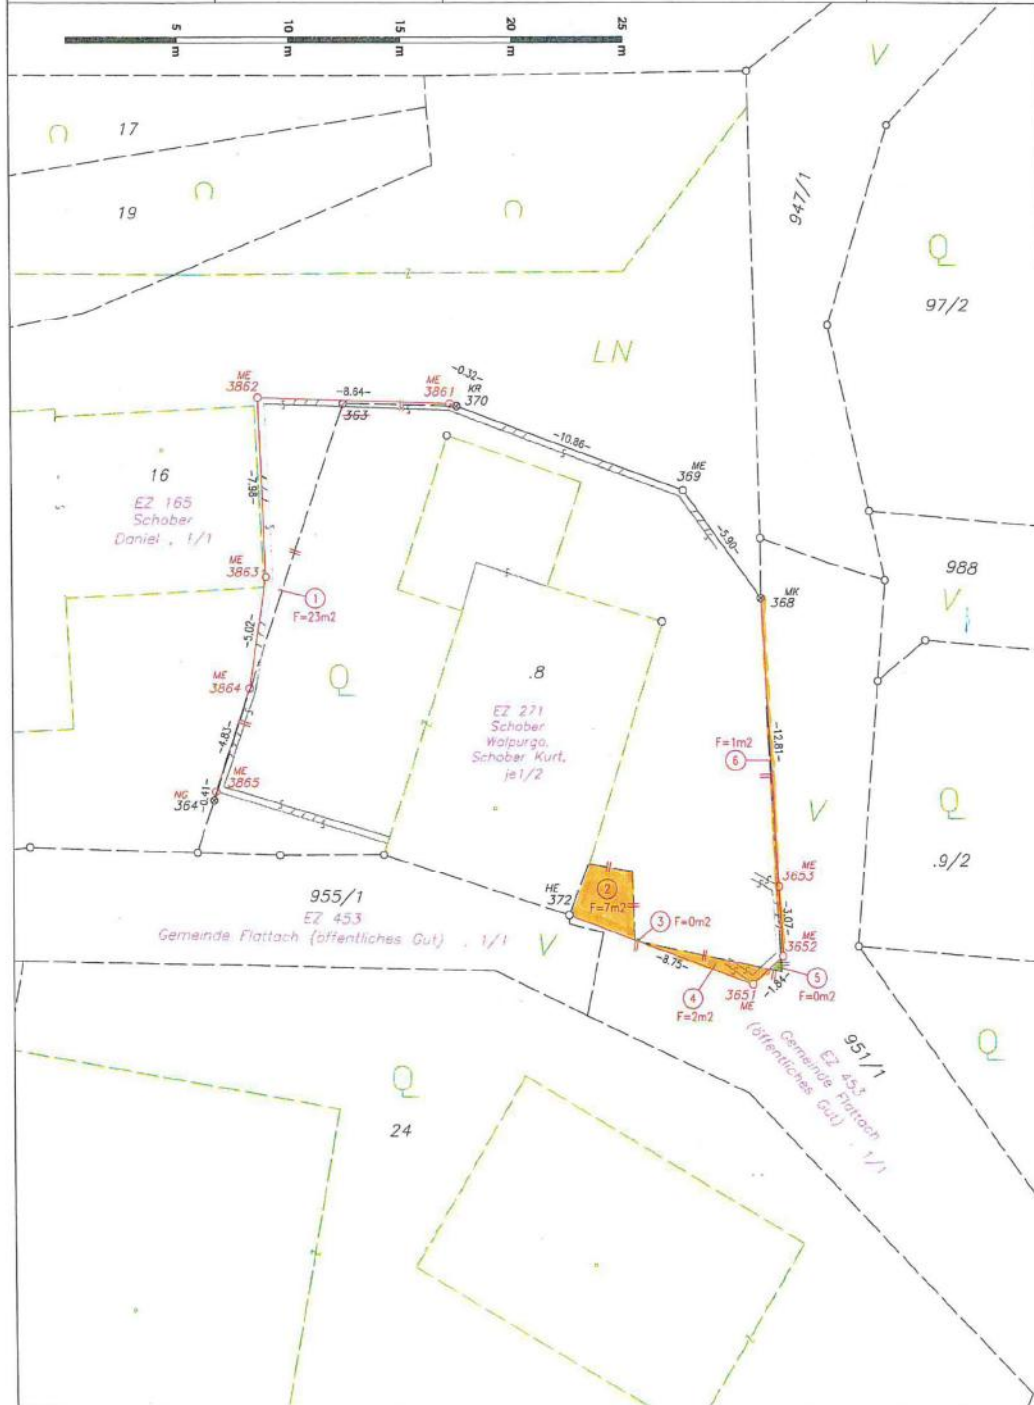 5 m
10 m
15 m
20 m
25 m
V
17
C
19
C
C
947/1
Q
97/2
LN
Z
ME
3862
-8.64-
363
ME
3861
-0.32-
KR
370
-10.86-
ME
369
-5.90-
MK
368
988
V
16
EZ 165
Schober
Daniel , 1/1
-7.98-
ME
3863
1
F=23m2
-5.02-
ME
3864
Q
-4.83-
ME
3865
NG
364
-0.41-
.8
EZ 271
Schober
Walpurga,
Schober Kurt,
je1/2
-12.81-
F=1m2
6
V
Q
.9/2
ME
3653
-3.07-
ME
3652
HE
372
2
F=7m2
3
F=0m2
-8.75-
4
F=2m2
3651
ME
-1.84-
5
F=0m2
955/1
EZ 453
Gemeinde Flattach (öffentliches Gut) , 1/1
V
951/1
EZ 453
Gemeinde Flattach
(öffentliches Gut) , 1/1
Q
Q
24